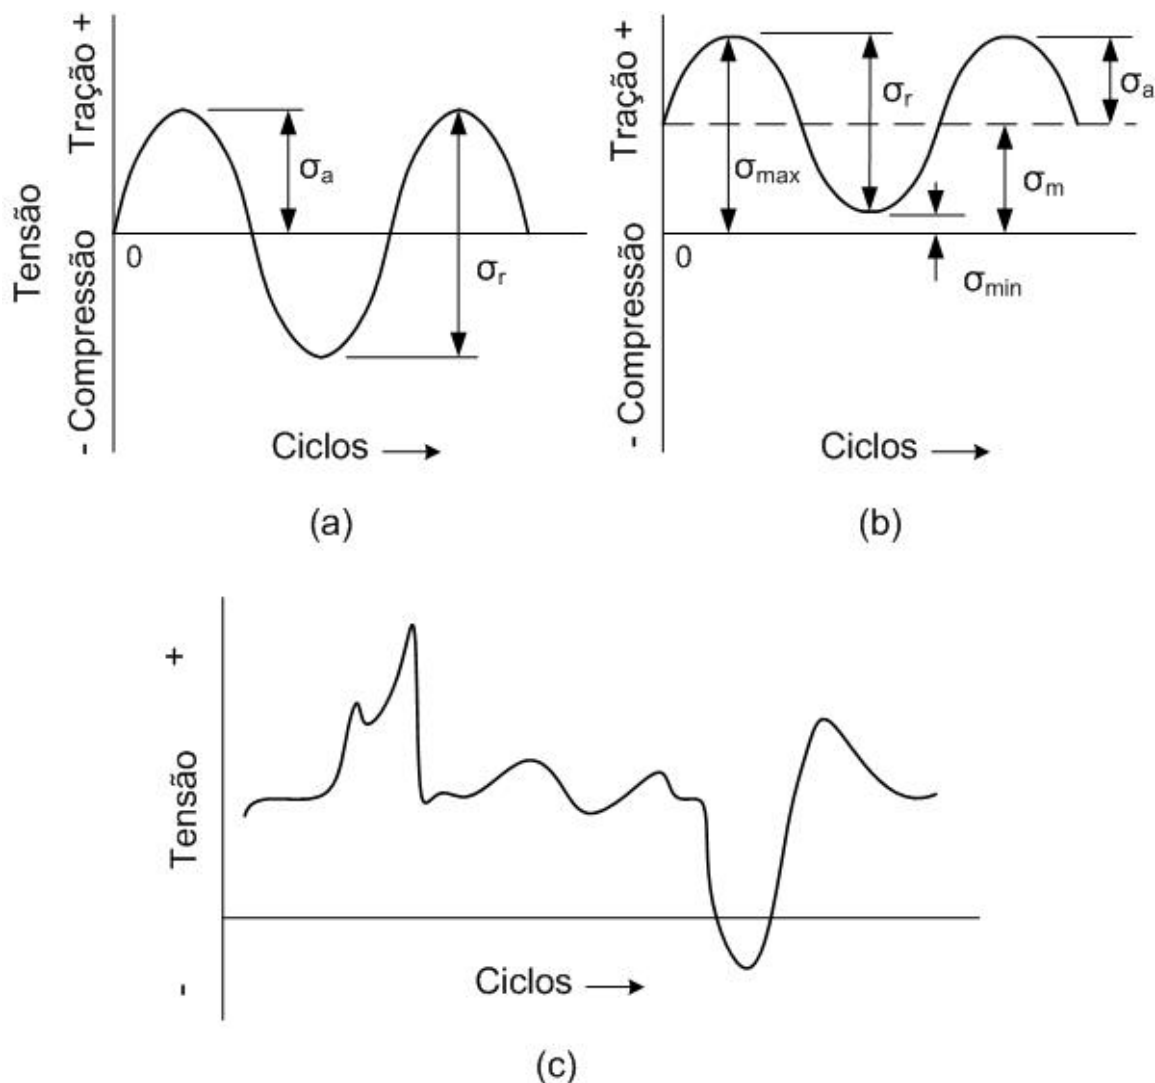 Tensão
- Compressão
Tração +
σa
σr
0
Ciclos
(a)
- Compressão
Tração +
σmax
σr
σa
σm
σmin
0
Ciclos
(b)
+
Tensão
-
Ciclos
(c)